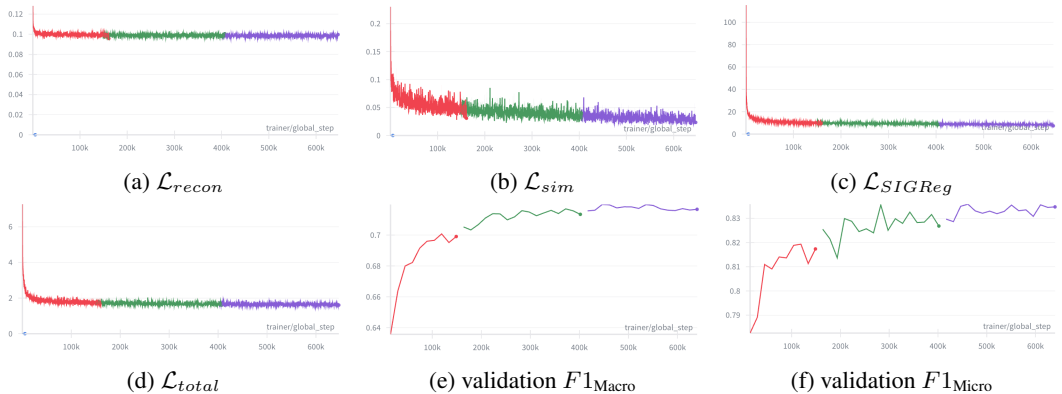 0.12
0.1
0.08
0.06
0.04
0.02
0
trainer/global_step
100k 200k 300k 400k 500k 600k
(a) ℒ_recon
0.2
0.15
0.1
0.05
0
trainer/global_step
100k 200k 300k 400k 500k 600k
(b) ℒ_sim
100
80
60
40
20
0
trainer/global_step
100k 200k 300k 400k 500k 600k
(c) ℒ_SIGReg
6
4
2
0
trainer/global_step
100k 200k 300k 400k 500k 600k
(d) ℒ_total
0.7
0.68
0.66
0.64
trainer/global_step
100k 200k 300k 400k 500k 600k
(e) validation F1_Macro
0.83
0.82
0.81
0.8
0.79
trainer/global_step
100k 200k 300k 400k 500k 600k
(f) validation F1_Micro